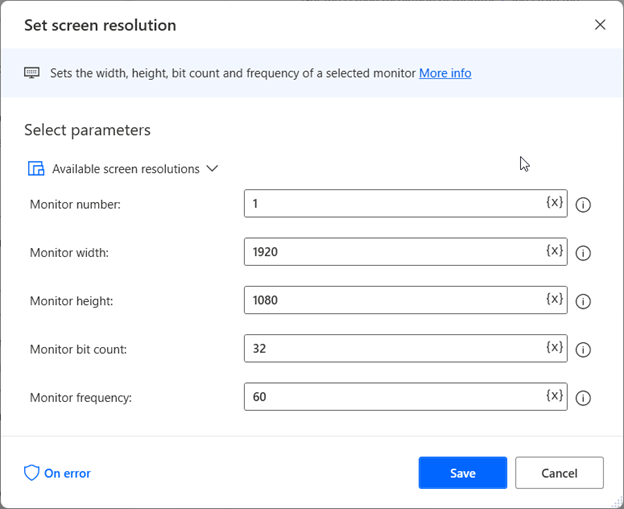 Set screen resolution
Sets the width, height, bit count and frequency of a selected monitor More info
Select parameters
Available screen resolutions
Monitor number: 1 {x}
Monitor width: 1920 {x}
Monitor height: 1080 {x}
Monitor bit count: 32 {x}
Monitor frequency: 60 {x}
On error Save Cancel